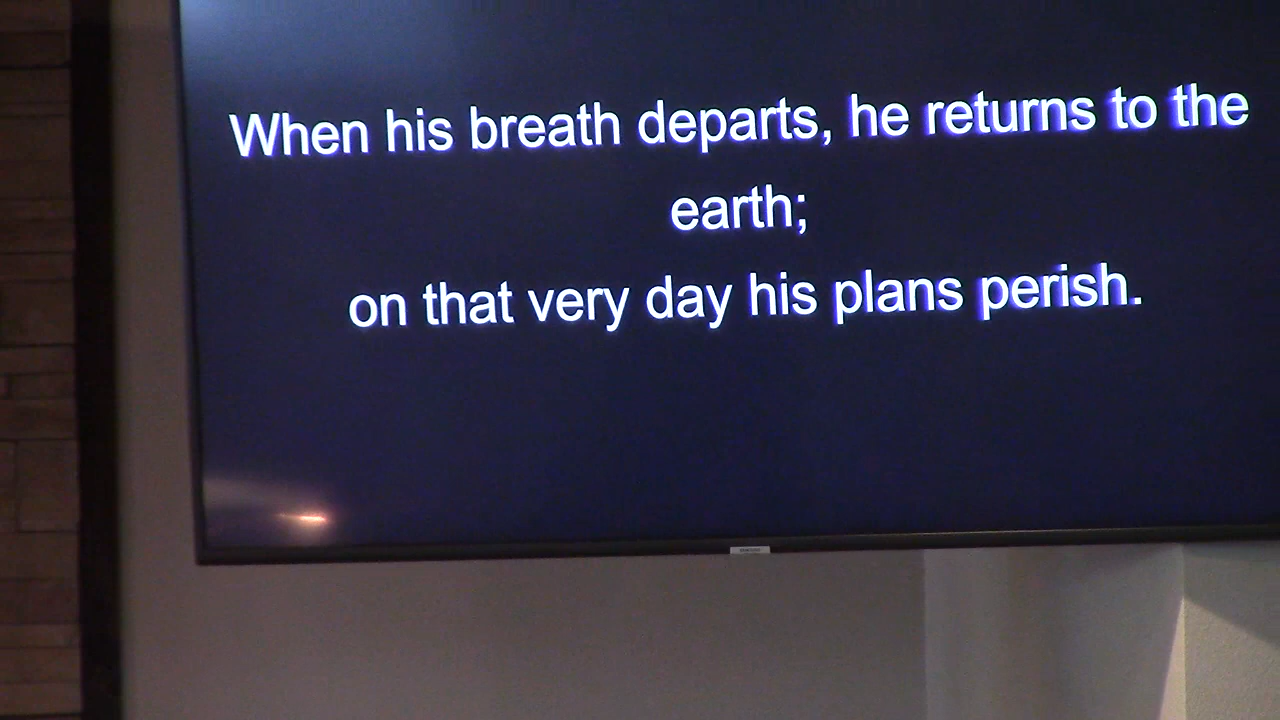 When his breath departs, he returns to the
earth;
on that very day his plans perish.